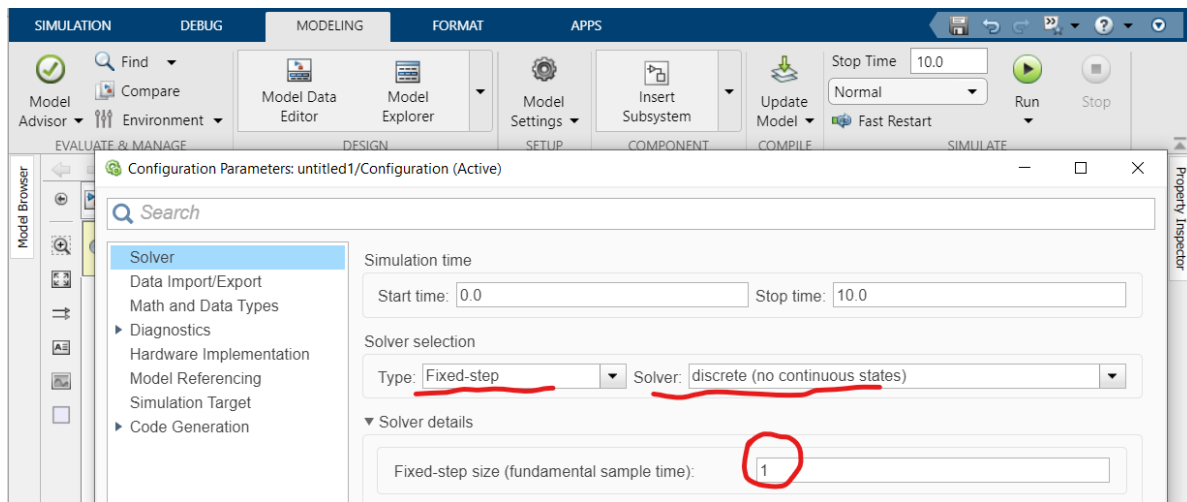 SIMULATION DEBUG MODELING FORMAT APPS
Find
Compare
Environment
Model
Advisor
Model Data
Editor
Model
Explorer
Model
Settings
Insert
Subsystem
Update
Model
Stop Time 10.0
Normal
Fast Restart
Run
Stop
EVALUATE & MANAGE DESIGN SETUP COMPONENT COMPILE SIMULATE
Model Browser
Property Inspector
Configuration Parameters: untitled1/Configuration (Active)
Search
Solver
Data Import/Export
Math and Data Types
Diagnostics
Hardware Implementation
Model Referencing
Simulation Target
Code Generation
Simulation time
Start time: 0.0 Stop time: 10.0
Solver selection
Type: Fixed-step Solver: discrete (no continuous states)
Solver details
Fixed-step size (fundamental sample time): 1